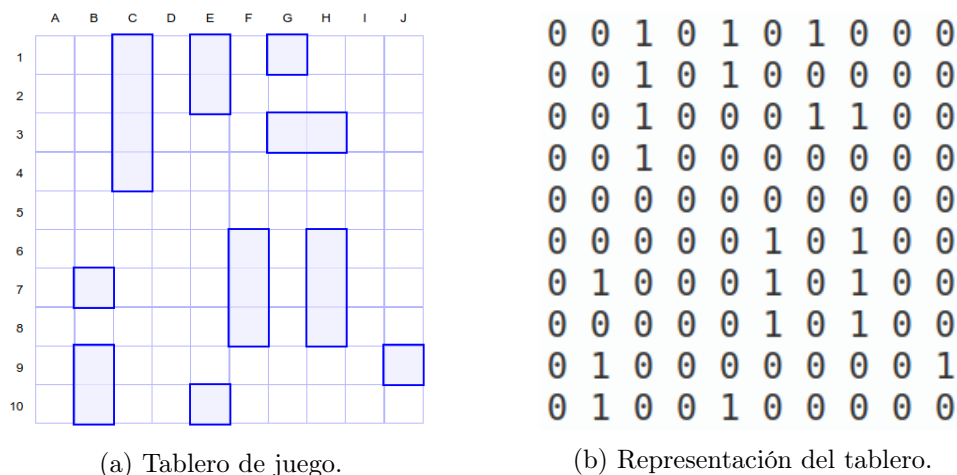 A B C D E F G H I J
1
2
3
4
5
6
7
8
9
10
(a) Tablero de juego.
0 0 1 0 1 0 1 0 0 0
0 0 1 0 1 0 0 0 0 0
0 0 1 0 0 0 1 1 0 0
0 0 1 0 0 0 0 0 0 0
0 0 0 0 0 0 0 0 0 0
0 0 0 0 0 1 0 1 0 0
0 1 0 0 0 1 0 1 0 0
0 0 0 0 0 1 0 1 0 0
0 1 0 0 0 0 0 0 0 1
0 1 0 0 1 0 0 0 0 0
(b) Representación del tablero.